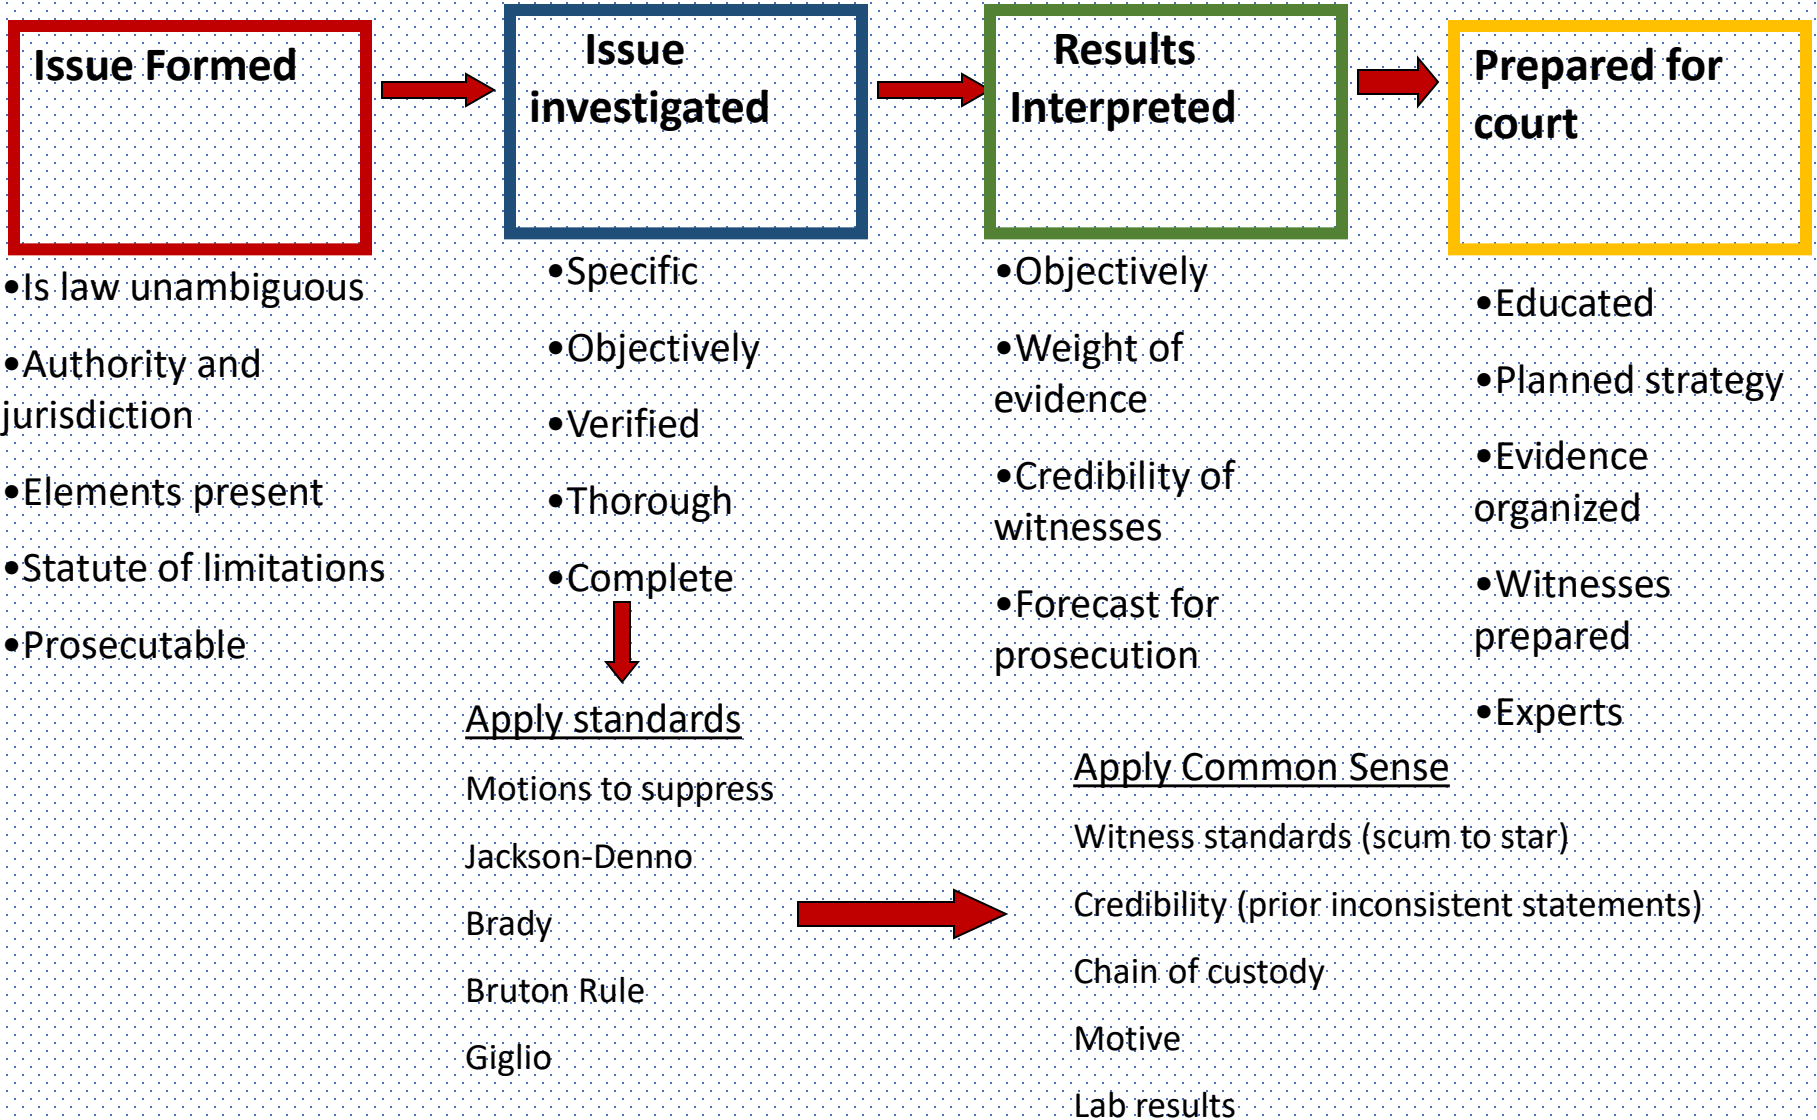 Issue Formed
•Is law unambiguous
•Authority and
jurisdiction
•Elements present
•Statute of limitations
•Prosecutable
Issue
investigated
•Specific
•Objectively
•Verified
•Thorough
•Complete
Apply standards
Motions to suppress
Jackson-Denno
Brady
Bruton Rule
Giglio
Results
Interpreted
•Objectively
•Weight of
evidence
•Credibility of
witnesses
•Forecast for
prosecution
Apply Common Sense
Witness standards (scum to star)
Credibility (prior inconsistent statements)
Chain of custody
Motive
Lab results
Prepared for
court
•Educated
•Planned strategy
•Evidence
organized
•Witnesses
prepared
•Experts